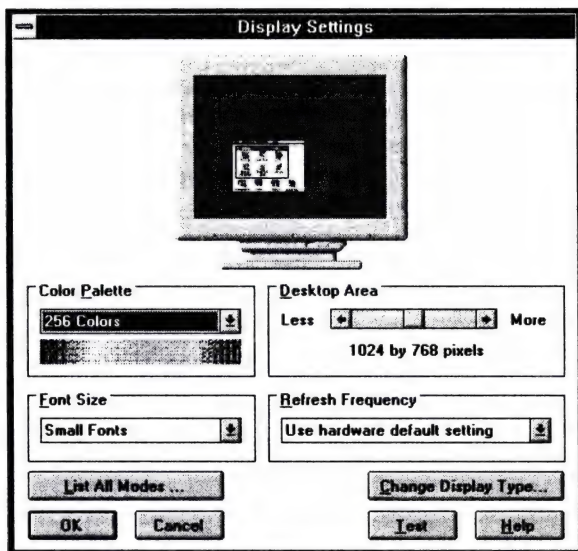 Display Settings
Color Palette
256 Colors
Desktop Area
Less More
1024 by 768 pixels
Font Size
Small Fonts
Refresh Frequency
Use hardware default setting
List All Modes ...
Change Display Type...
OK Cancel Test Help